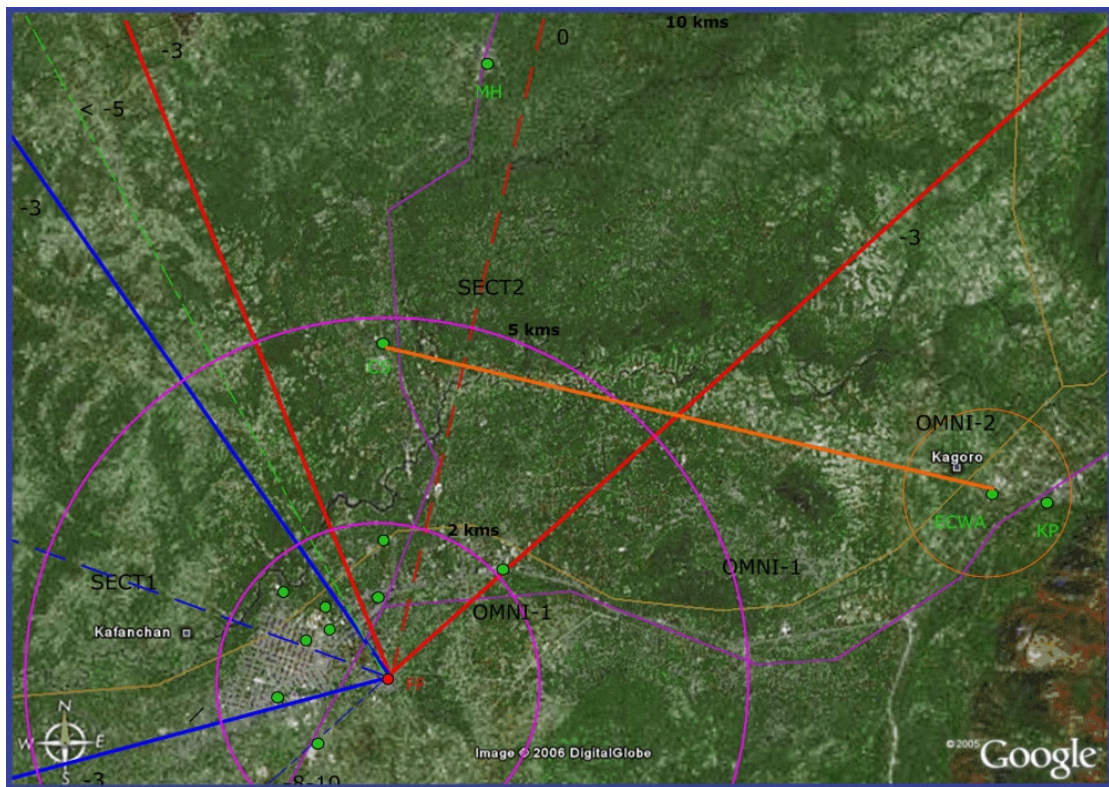 10 kms
0
-3
< -5
MH
-3
-3
SECT2
5 kms
OMNI-2
Kagoro
ECWA
KP
2 kms
OMNI-1
SECT1
OMNI-1
Kafanchan
N
W
E
S
-3
-8-10
Image © 2006 DigitalGlobe
©2005 Google